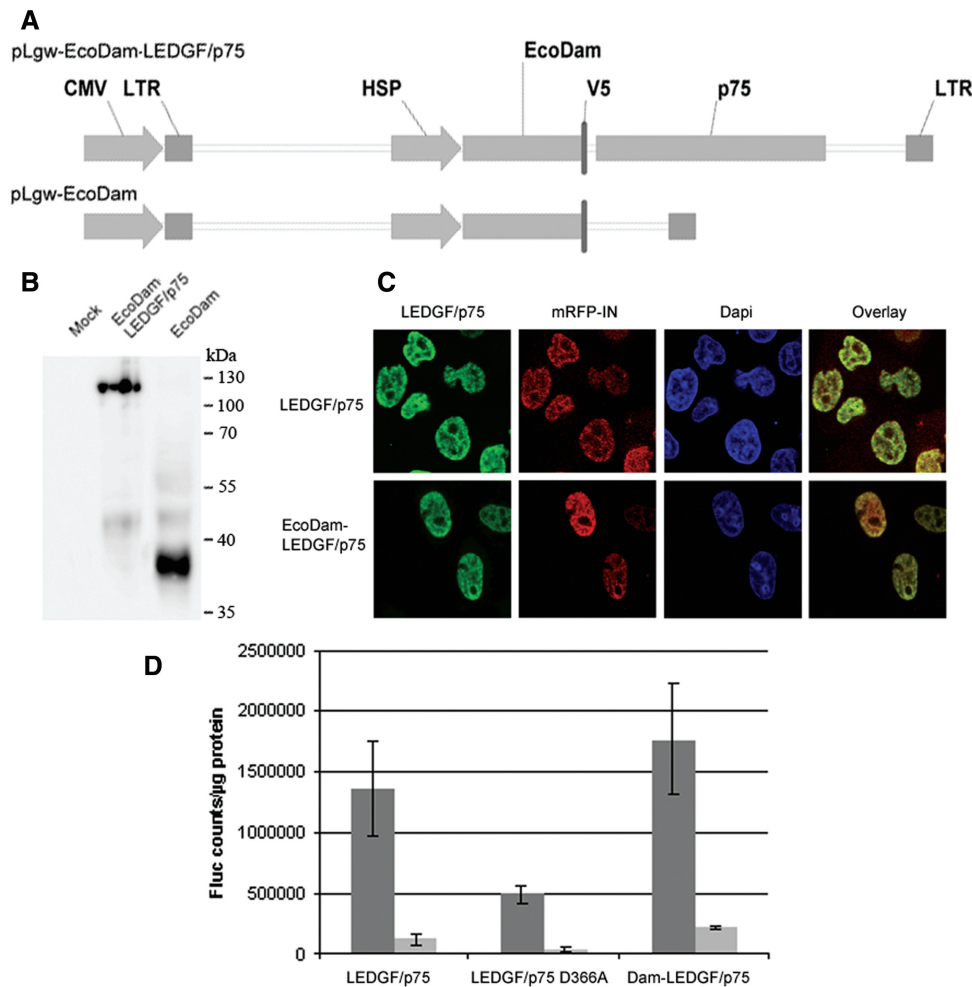 A
pLgw-EcoDam-LEDGF/p75
EcoDam
CMV LTR HSP V5 p75 LTR
pLgw-EcoDam
B
Mock
EcoDam-
LEDGF/p75
EcoDam
kDa
130
100
70
55
40
35
C
LEDGF/p75 mRFP-IN Dapi Overlay
LEDGF/p75
EcoDam-
LEDGF/p75
D
Fluc counts/µg protein
2500000
2000000
1500000
1000000
500000
0
LEDGF/p75 LEDGF/p75 D366A Dam-LEDGF/p75